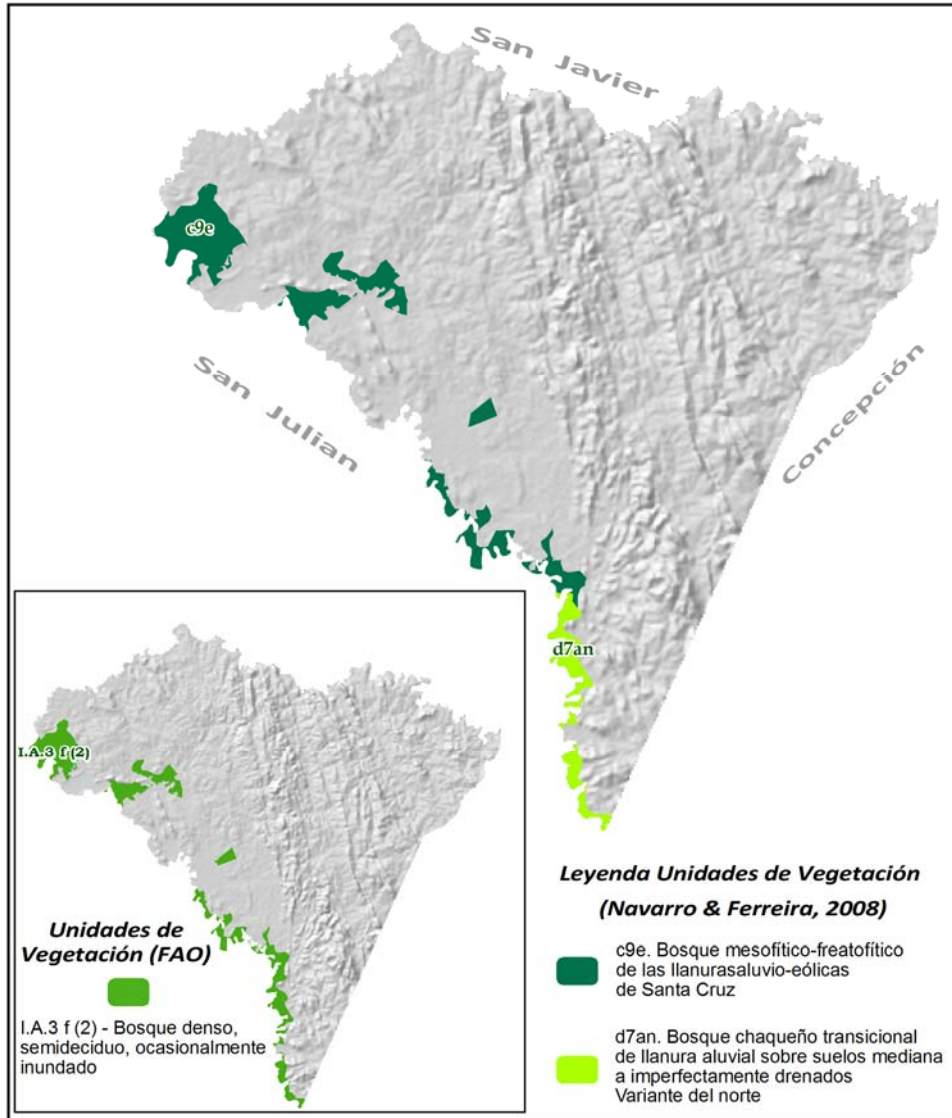 San Javier
c9e
San Julian
Concepción
d7an
I.A.3 f (2)
Unidades de
Vegetación (FAO)
I.A.3 f (2) - Bosque denso,
semideciduo, ocasionalmente
inundado
Leyenda Unidades de Vegetación
(Navarro & Ferreira, 2008)
c9e. Bosque mesofítico-freatofítico
de las llanurasaluvio-eólicas
de Santa Cruz
d7an. Bosque chaqueño transicional
de llanura aluvial sobre suelos mediana
a imperfectamente drenados
Variante del norte